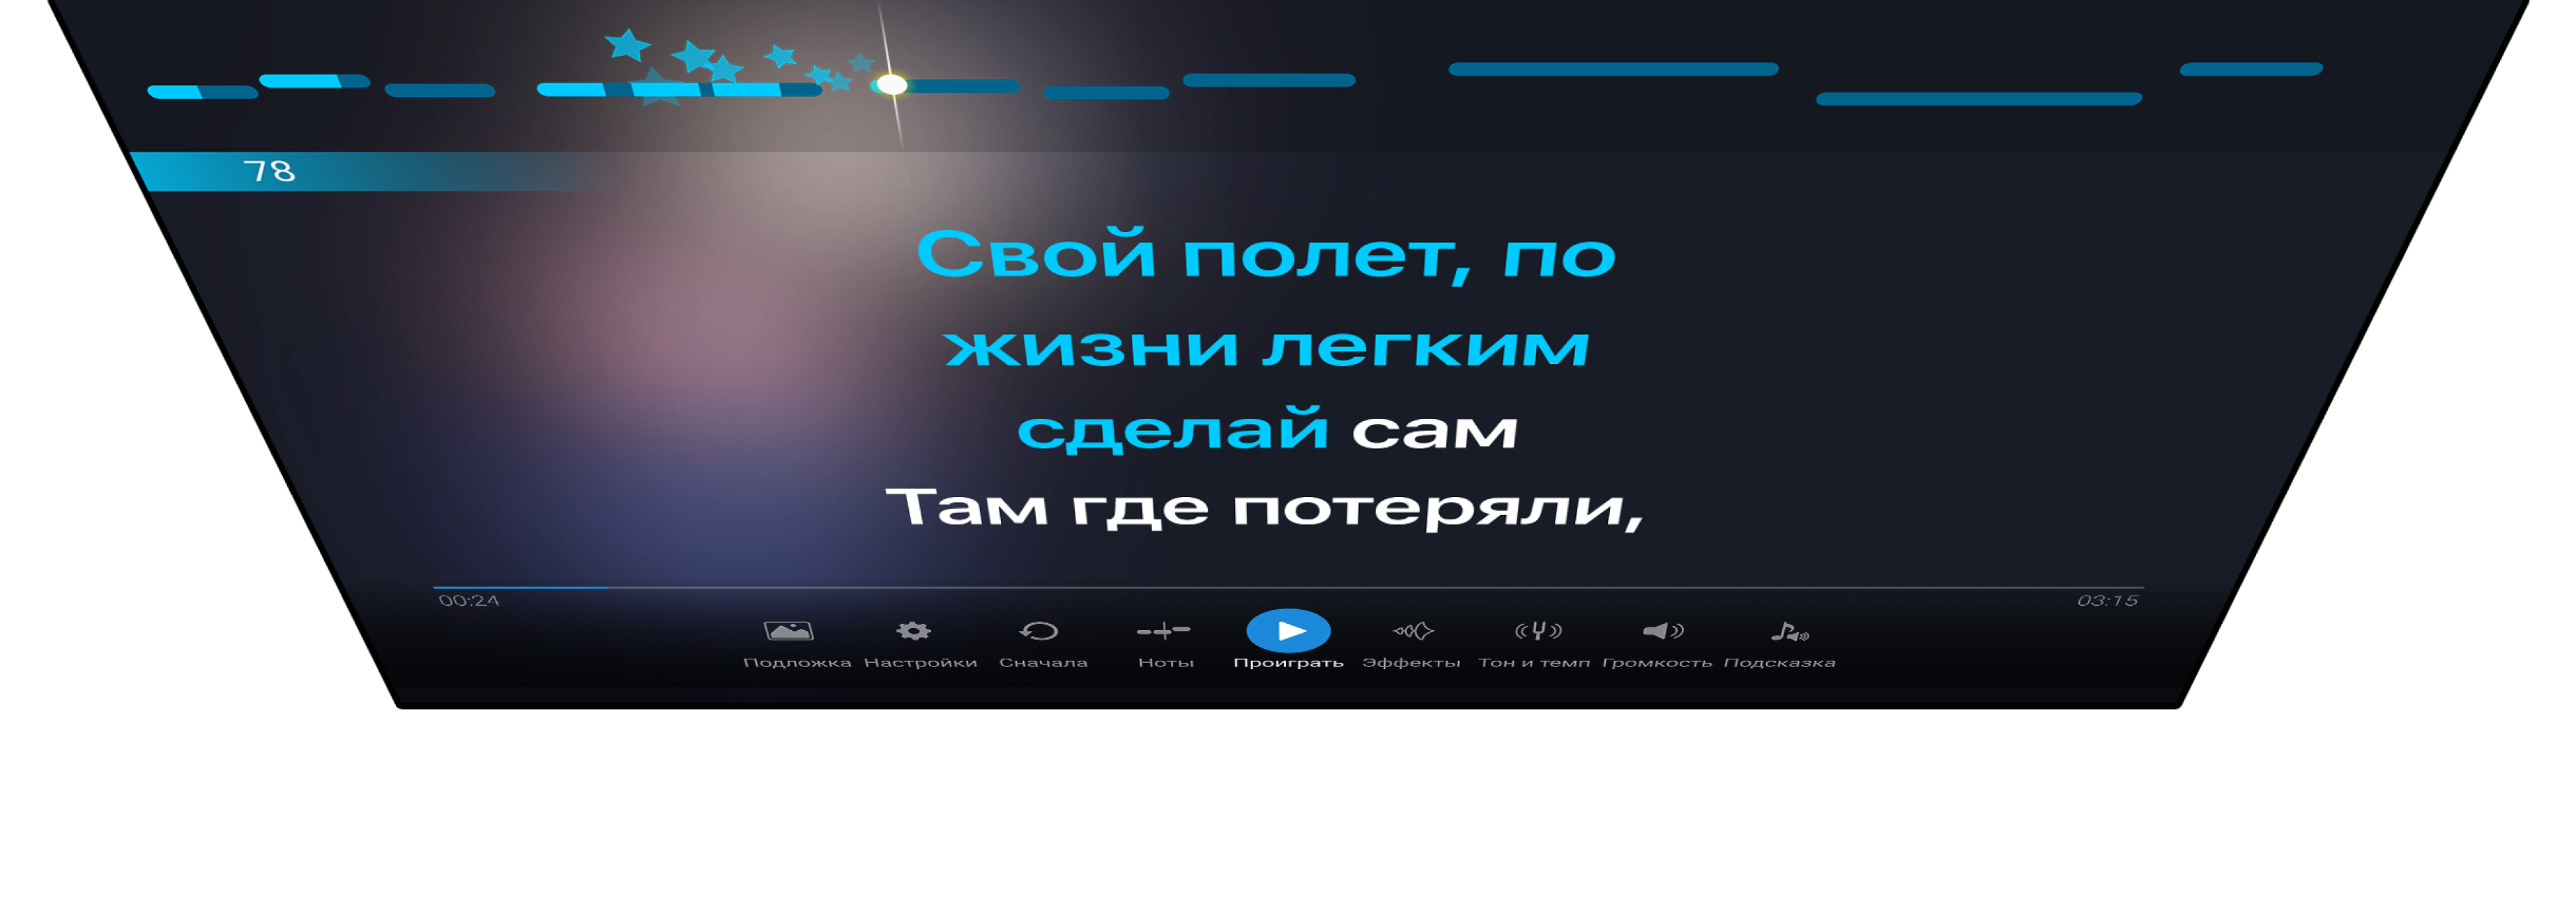 78
Свой полет, по
жизни легким
сделай сам
Там где потеряли,
00:24 03:15
Подложка Настройки Сначала Ноты Проиграть Эффекты Тон и темп Громкость Подсказка